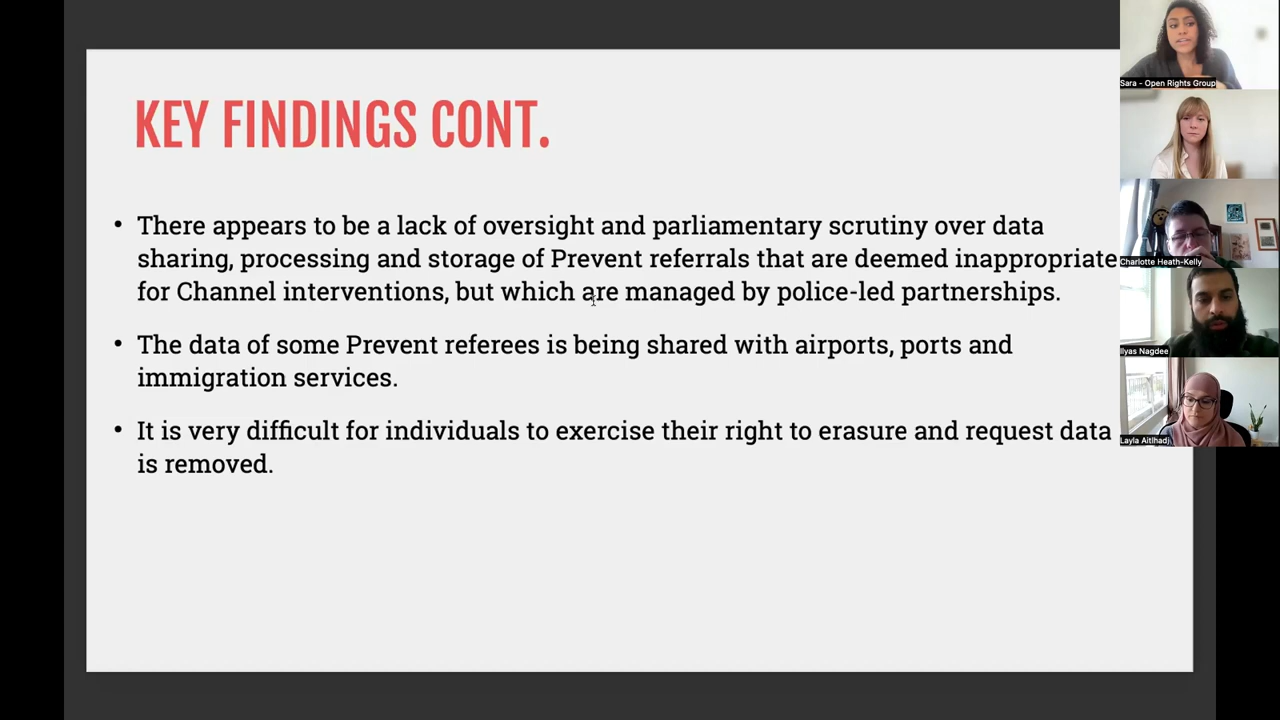 KEY FINDINGS CONT.
• There appears to be a lack of oversight and parliamentary scrutiny over data
sharing, processing and storage of Prevent referrals that are deemed inappropriate
for Channel interventions, but which are managed by police-led partnerships.
• The data of some Prevent referees is being shared with airports, ports and
immigration services.
• It is very difficult for individuals to exercise their right to erasure and request data
is removed.
Sara - Open Rights Group
Charlotte Heath-Kelly
Ilyas Nagdee
Layla Aitlhadj